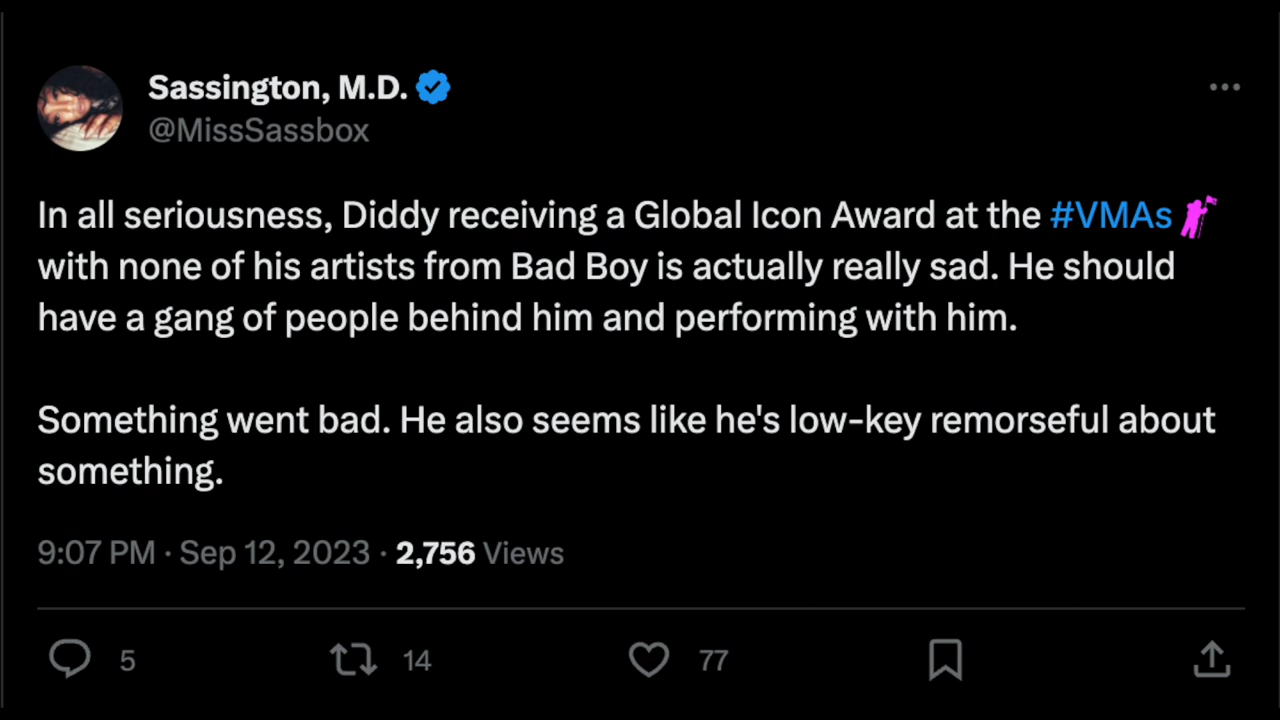 Sassington, M.D.
@MissSassbox
In all seriousness, Diddy receiving a Global Icon Award at the #VMAs
with none of his artists from Bad Boy is actually really sad. He should
have a gang of people behind him and performing with him.
Something went bad. He also seems like he's low-key remorseful about
something.
9:07 PM · Sep 12, 2023 · 2,756 Views
5 14 77